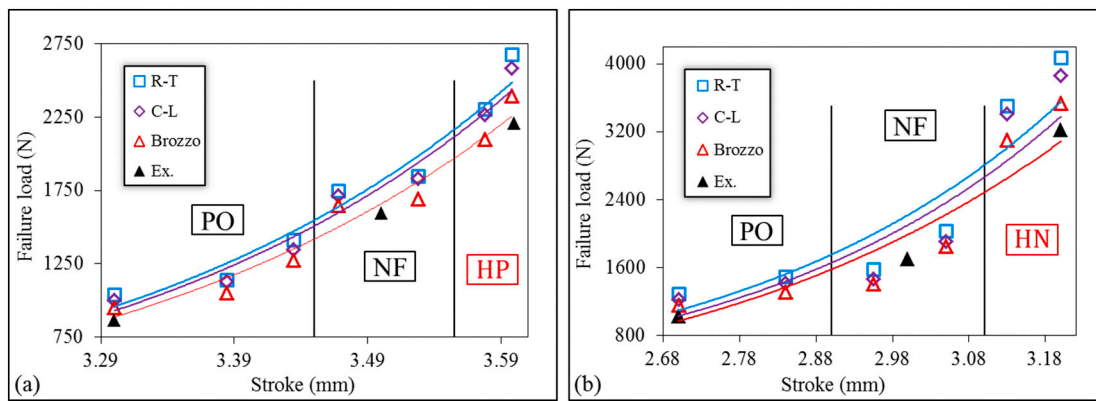 2750
2250
1750
1250
750
Failure load (N)
R-T
C-L
Brozzo
Ex.
PO
NF
HP
3.29
3.39
3.49
3.59
(a)
Stroke (mm)
4000
3200
2400
1600
800
Failure load (N)
R-T
C-L
Brozzo
Ex.
NF
PO
HN
2.68
2.78
2.88
2.98
3.08
3.18
(b)
Stroke (mm)